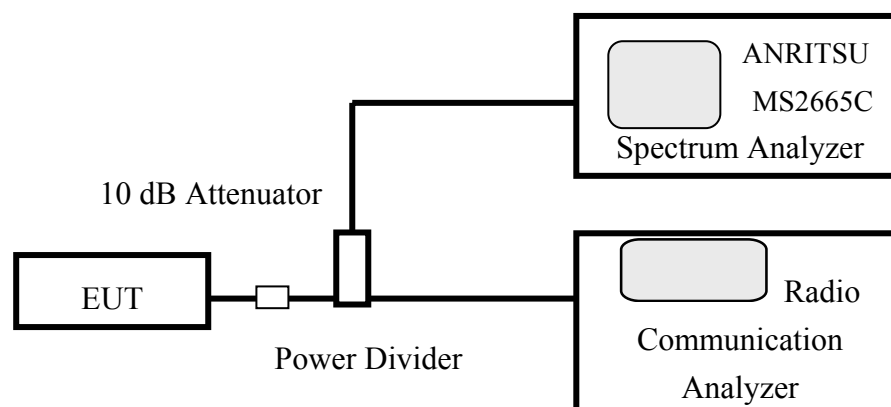 ANRITSU
MS2665C
Spectrum Analyzer
10 dB Attenuator
EUT
Power Divider
Radio
Communication
Analyzer